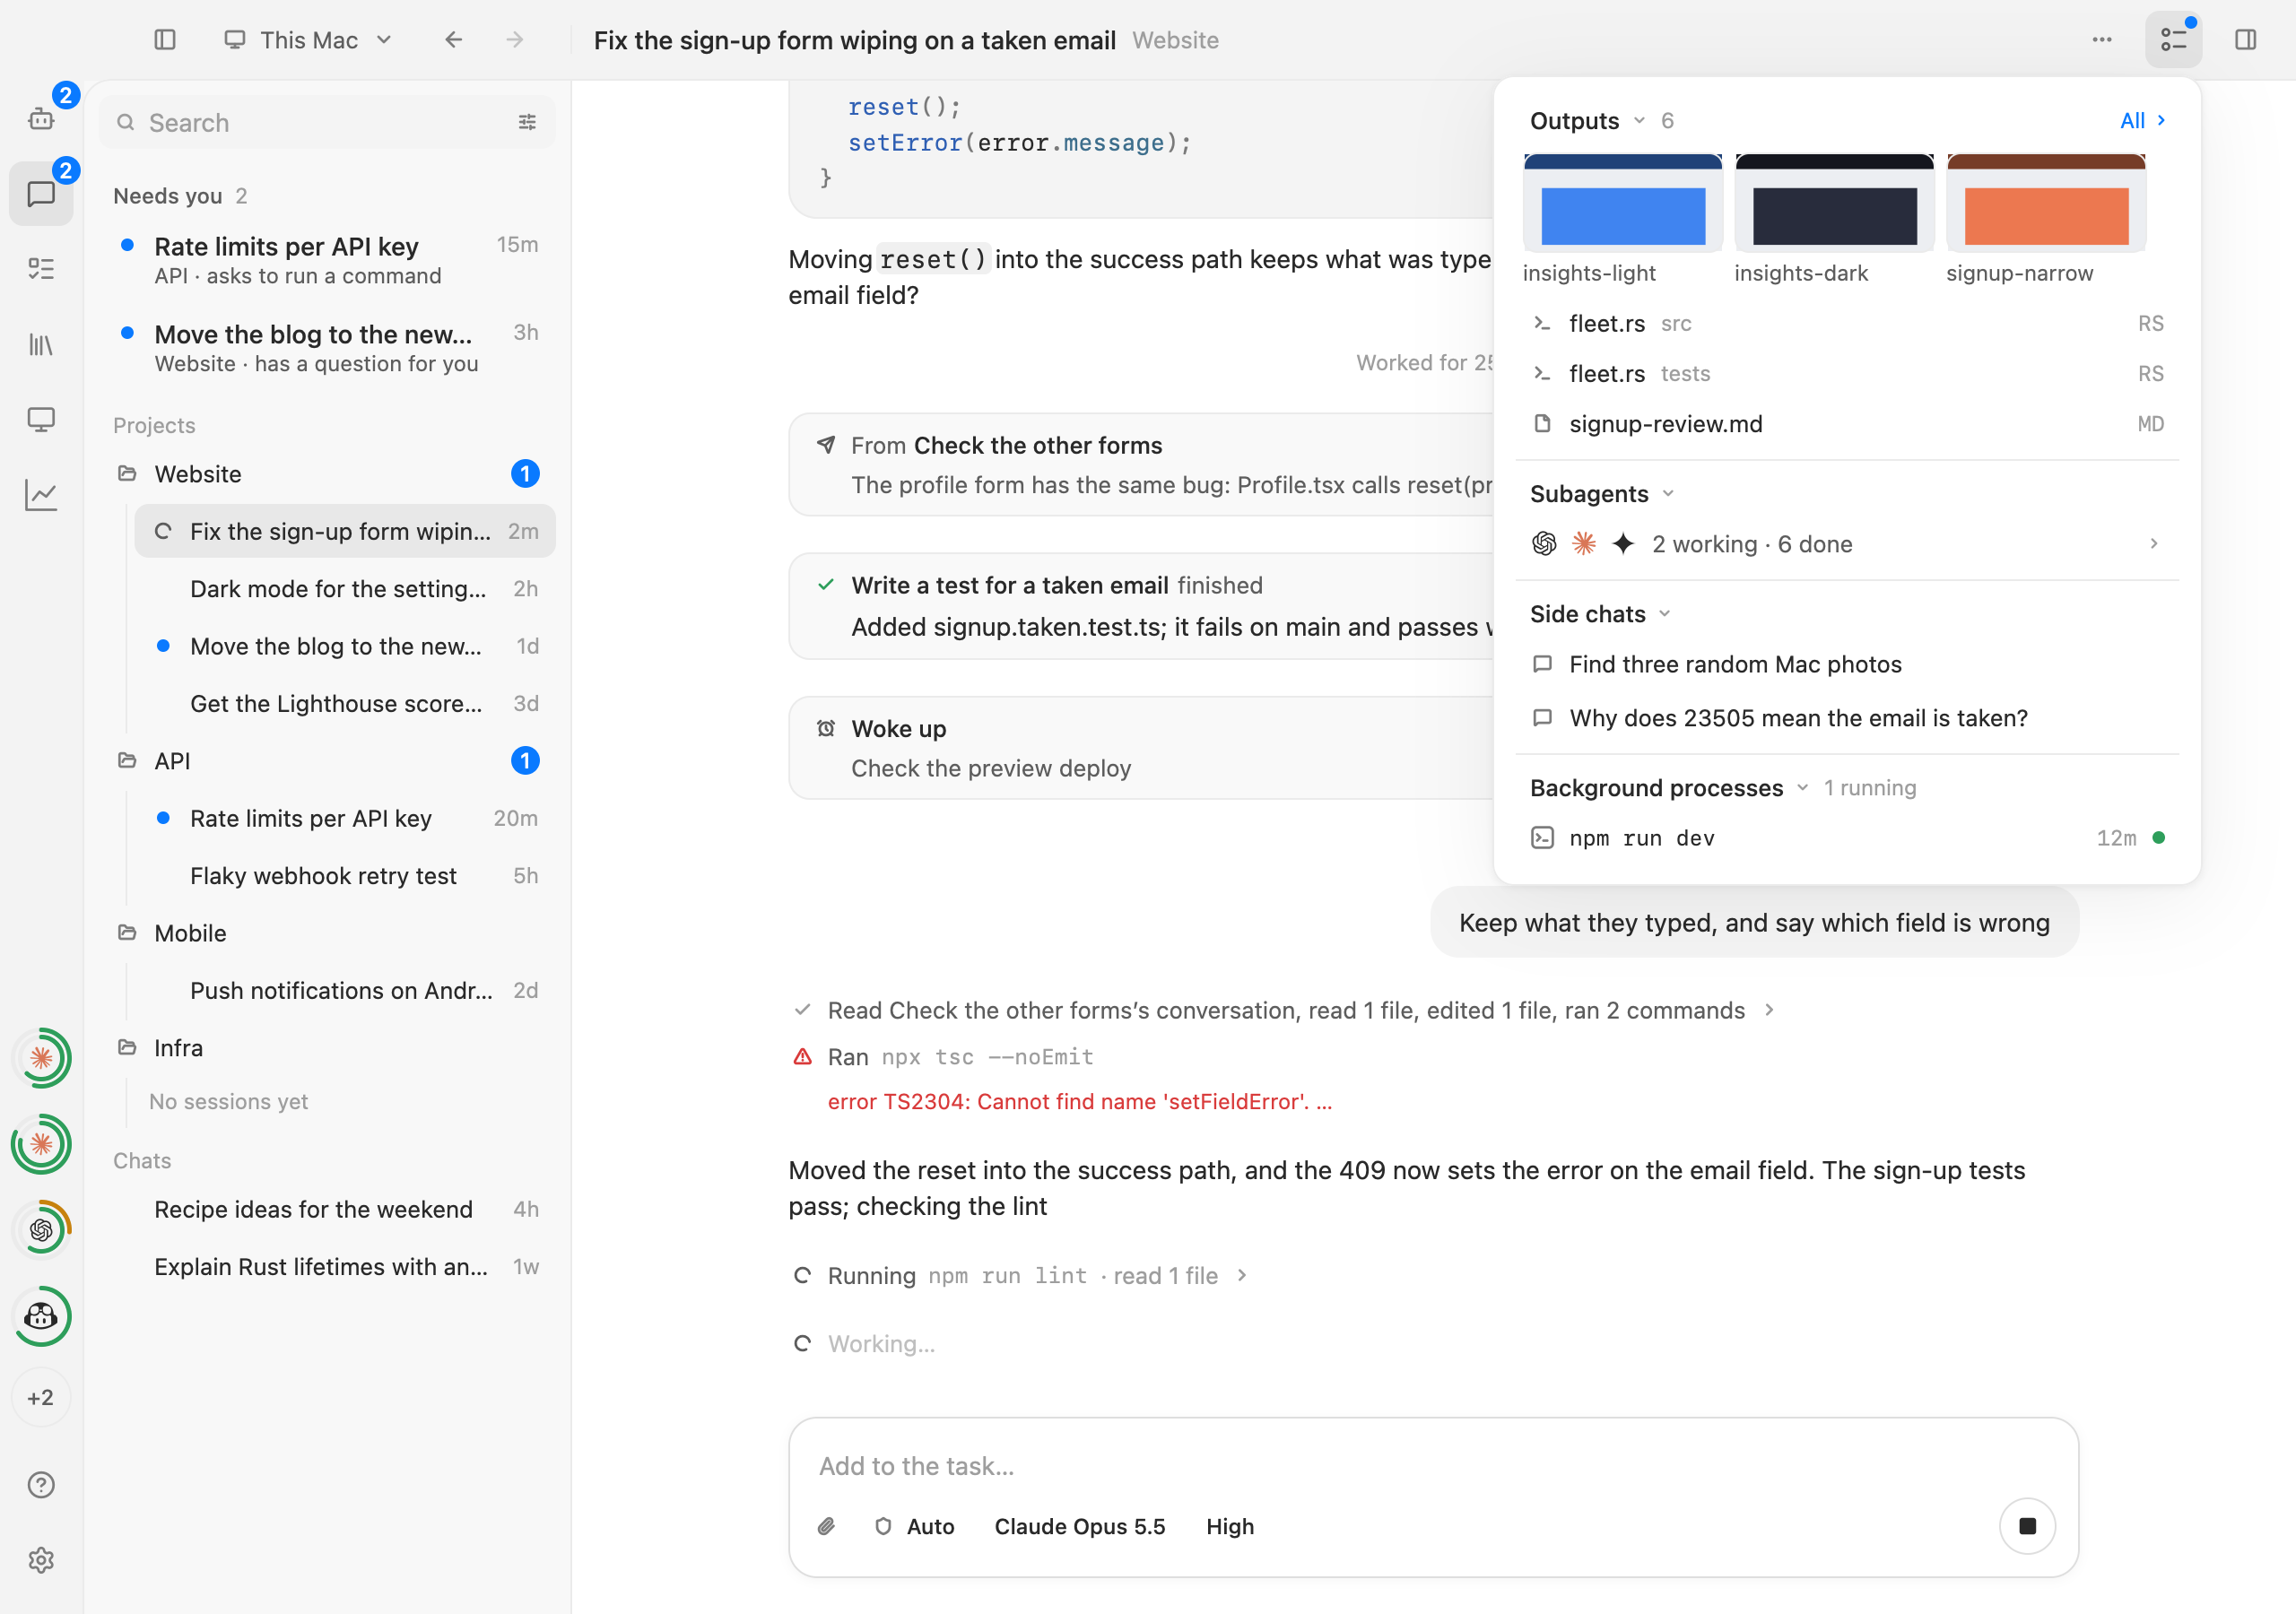 This Mac
Fix the sign-up form wiping on a taken email Website
2
2
Search
Needs you 2
Rate limits per API key 15m
API · asks to run a command
Move the blog to the new... 3h
Website · has a question for you
Projects
Website 1
Fix the sign-up form wipin... 2m
Dark mode for the setting... 2h
Move the blog to the new... 1d
Get the Lighthouse score... 3d
API 1
Rate limits per API key 20m
Flaky webhook retry test 5h
Mobile
Push notifications on Andr... 2d
Infra
No sessions yet
Chats
Recipe ideas for the weekend 4h
Explain Rust lifetimes with an... 1w
+2
reset();
setError(error.message);
}
Moving reset() into the success path keeps what was type
email field?
Worked for 25
From Check the other forms
The profile form has the same bug: Profile.tsx calls reset(pr
Write a test for a taken email finished
Added signup.taken.test.ts; it fails on main and passes
Woke up
Check the preview deploy
Keep what they typed, and say which field is wrong
Read Check the other forms’s conversation, read 1 file, edited 1 file, ran 2 commands
Ran npx tsc --noEmit
error TS2304: Cannot find name 'setFieldError'. ...
Moved the reset into the success path, and the 409 now sets the error on the email field. The sign-up tests
pass; checking the lint
Running npm run lint · read 1 file
Working...
Add to the task...
Auto Claude Opus 5.5 High
Outputs 6 All
insights-light insights-dark signup-narrow
fleet.rs src RS
fleet.rs tests RS
signup-review.md MD
Subagents
2 working · 6 done
Side chats
Find three random Mac photos
Why does 23505 mean the email is taken?
Background processes 1 running
npm run dev 12m